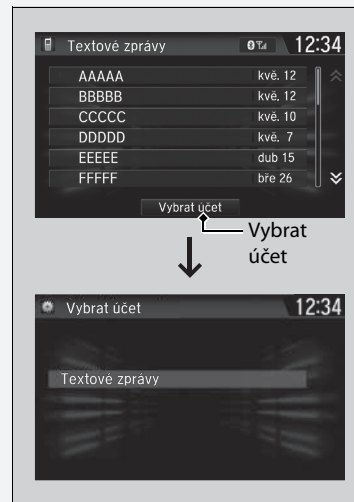 Textové zprávy 12:34
AAAAA kvě. 12
BBBBB kvě. 12
CCCCC kvě. 10
DDDDD kvě. 7
EEEEE dub 15
FFFFF bře 26
Vybrat účet
Vybrat
účet
Vybrat účet 12:34
Textové zprávy